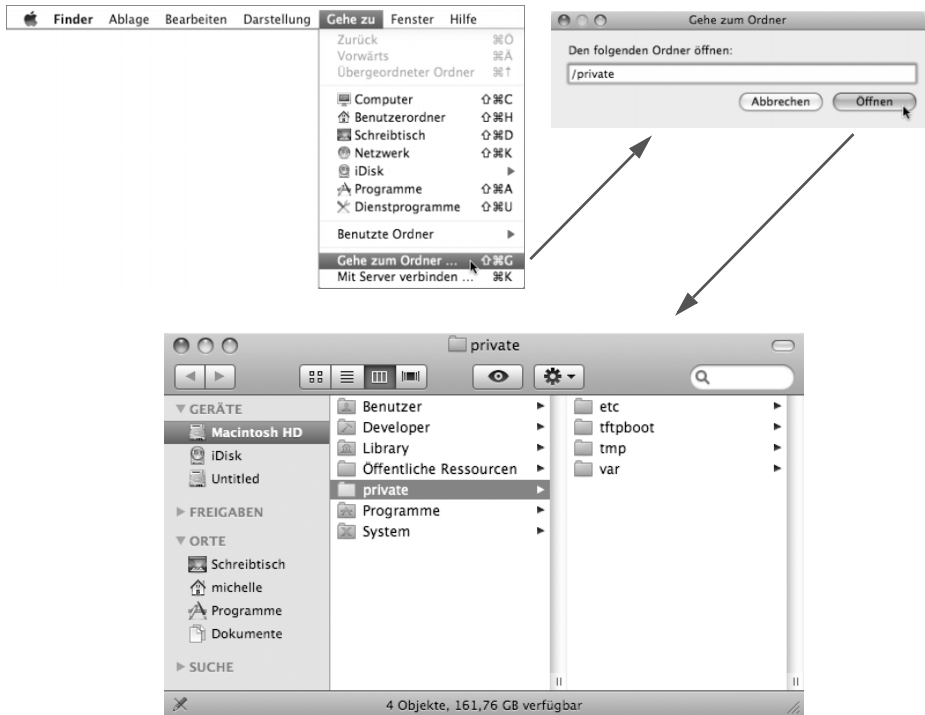 Finder Ablage Bearbeiten Darstellung Gehe zu Fenster Hilfe
Zurück ⌘Ö
Vorwärts ⌘Ä
Übergeordneter Ordner ⌘↑
Computer ⇧⌘C
Benutzerordner ⇧⌘H
Schreibtisch ⇧⌘D
Netzwerk ⇧⌘K
iDisk
Programme ⇧⌘A
Dienstprogramme ⇧⌘U
Benutzte Ordner
Gehe zum Ordner ... ⇧⌘G
Mit Server verbinden ... ⌘K
Gehe zum Ordner
Den folgenden Ordner öffnen:
/private
Abbrechen Öffnen
private
GERÄTE
Macintosh HD
iDisk
Untitled
FREIGABEN
ORTE
Schreibtisch
michelle
Programme
Dokumente
SUCHE
Benutzer
Developer
Library
Öffentliche Ressourcen
private
Programme
System
etc
tftpboot
tmp
var
4 Objekte, 161,76 GB verfügbar